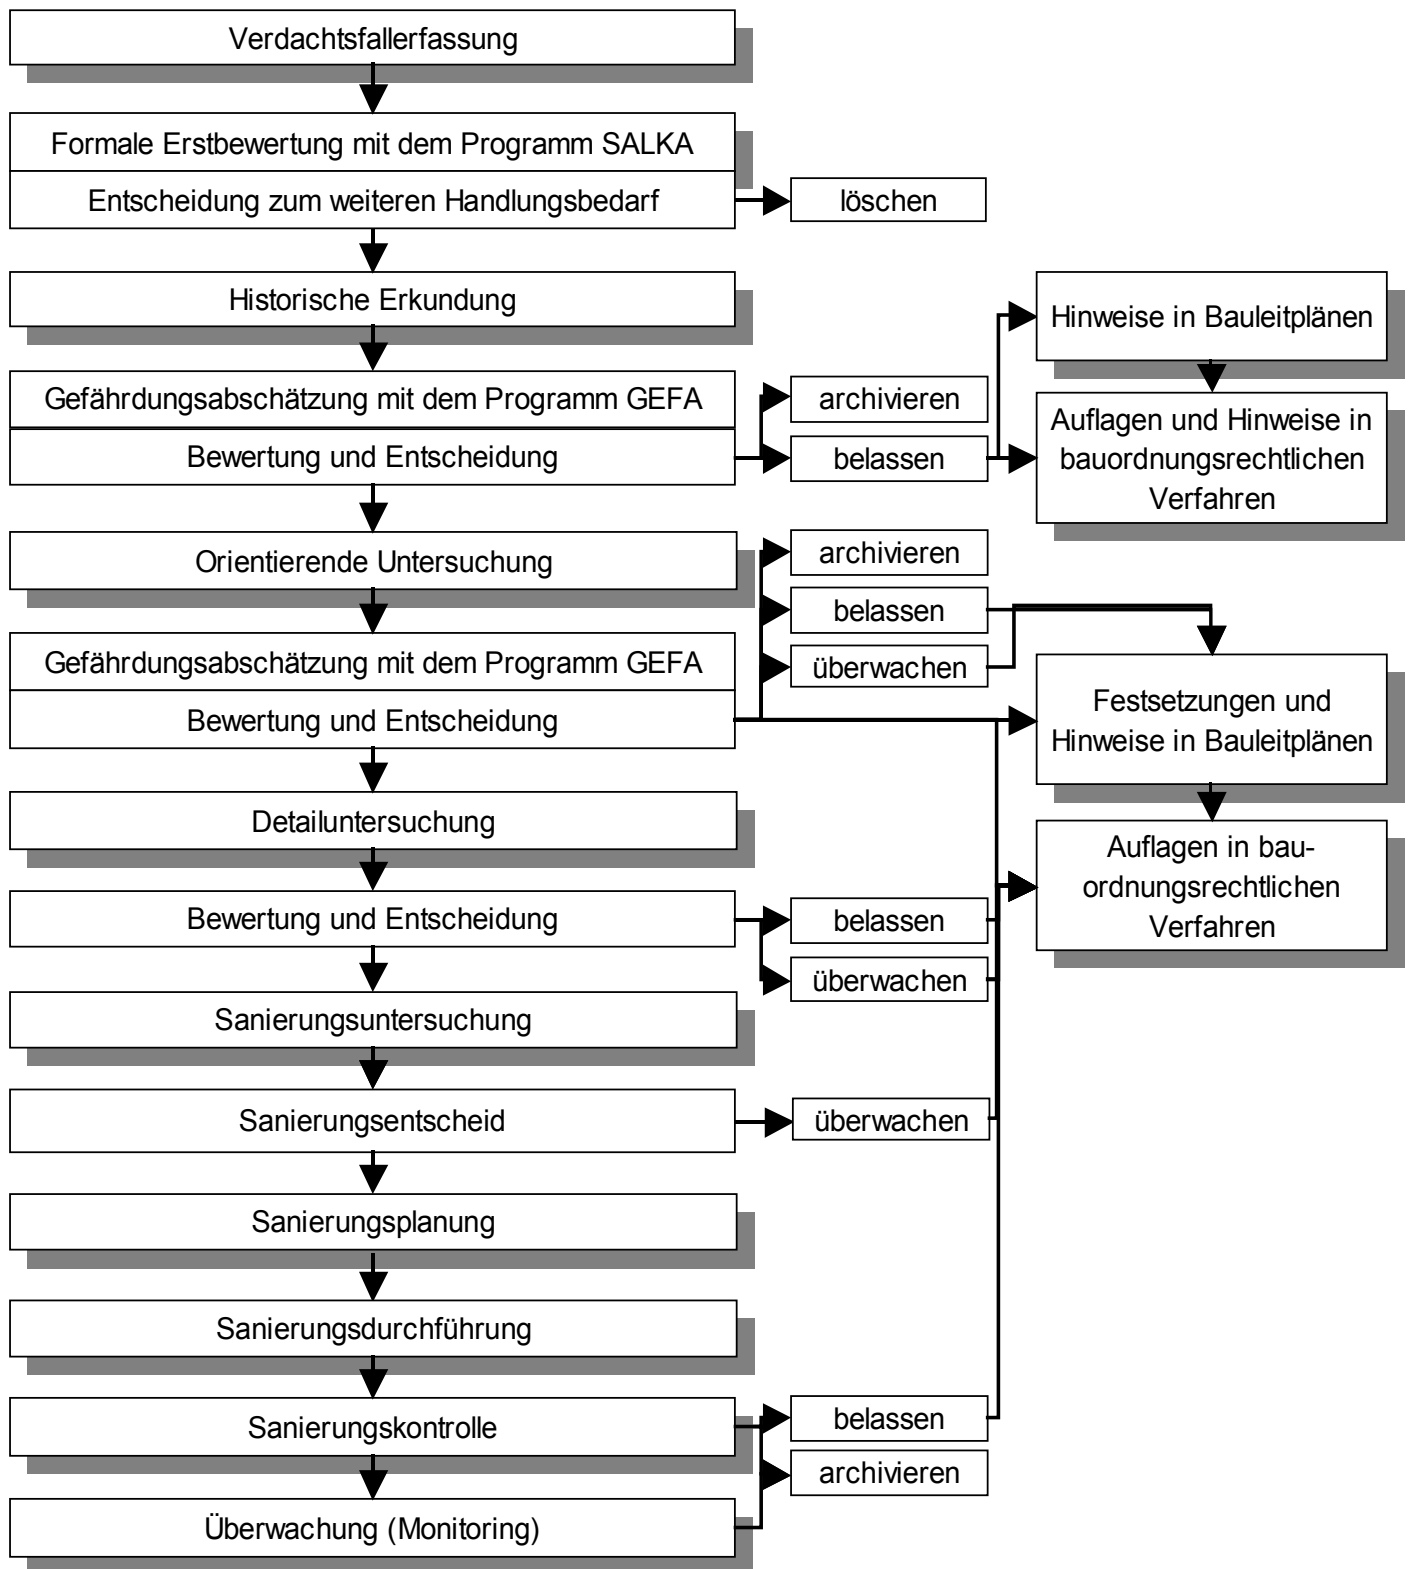 Verdachtsfallerfassung
Formale Erstbewertung mit dem Programm SALKA
Entscheidung zum weiteren Handlungsbedarf
löschen
Historische Erkundung
Hinweise in Bauleitplänen
Gefährdungsabschätzung mit dem Programm GEFA
archivieren
Bewertung und Entscheidung
belassen
Auflagen und Hinweise in
bauordnungsrechtlichen
Verfahren
Orientierende Untersuchung
archivieren
belassen
Gefährdungsabschätzung mit dem Programm GEFA
überwachen
Bewertung und Entscheidung
Festsetzungen und
Hinweise in Bauleitplänen
Detailuntersuchung
Auflagen in bau-
ordnungsrechtlichen
Verfahren
Bewertung und Entscheidung
belassen
überwachen
Sanierungsuntersuchung
Sanierungsentscheid
überwachen
Sanierungsplanung
Sanierungsdurchführung
Sanierungskontrolle
belassen
archivieren
Überwachung (Monitoring)